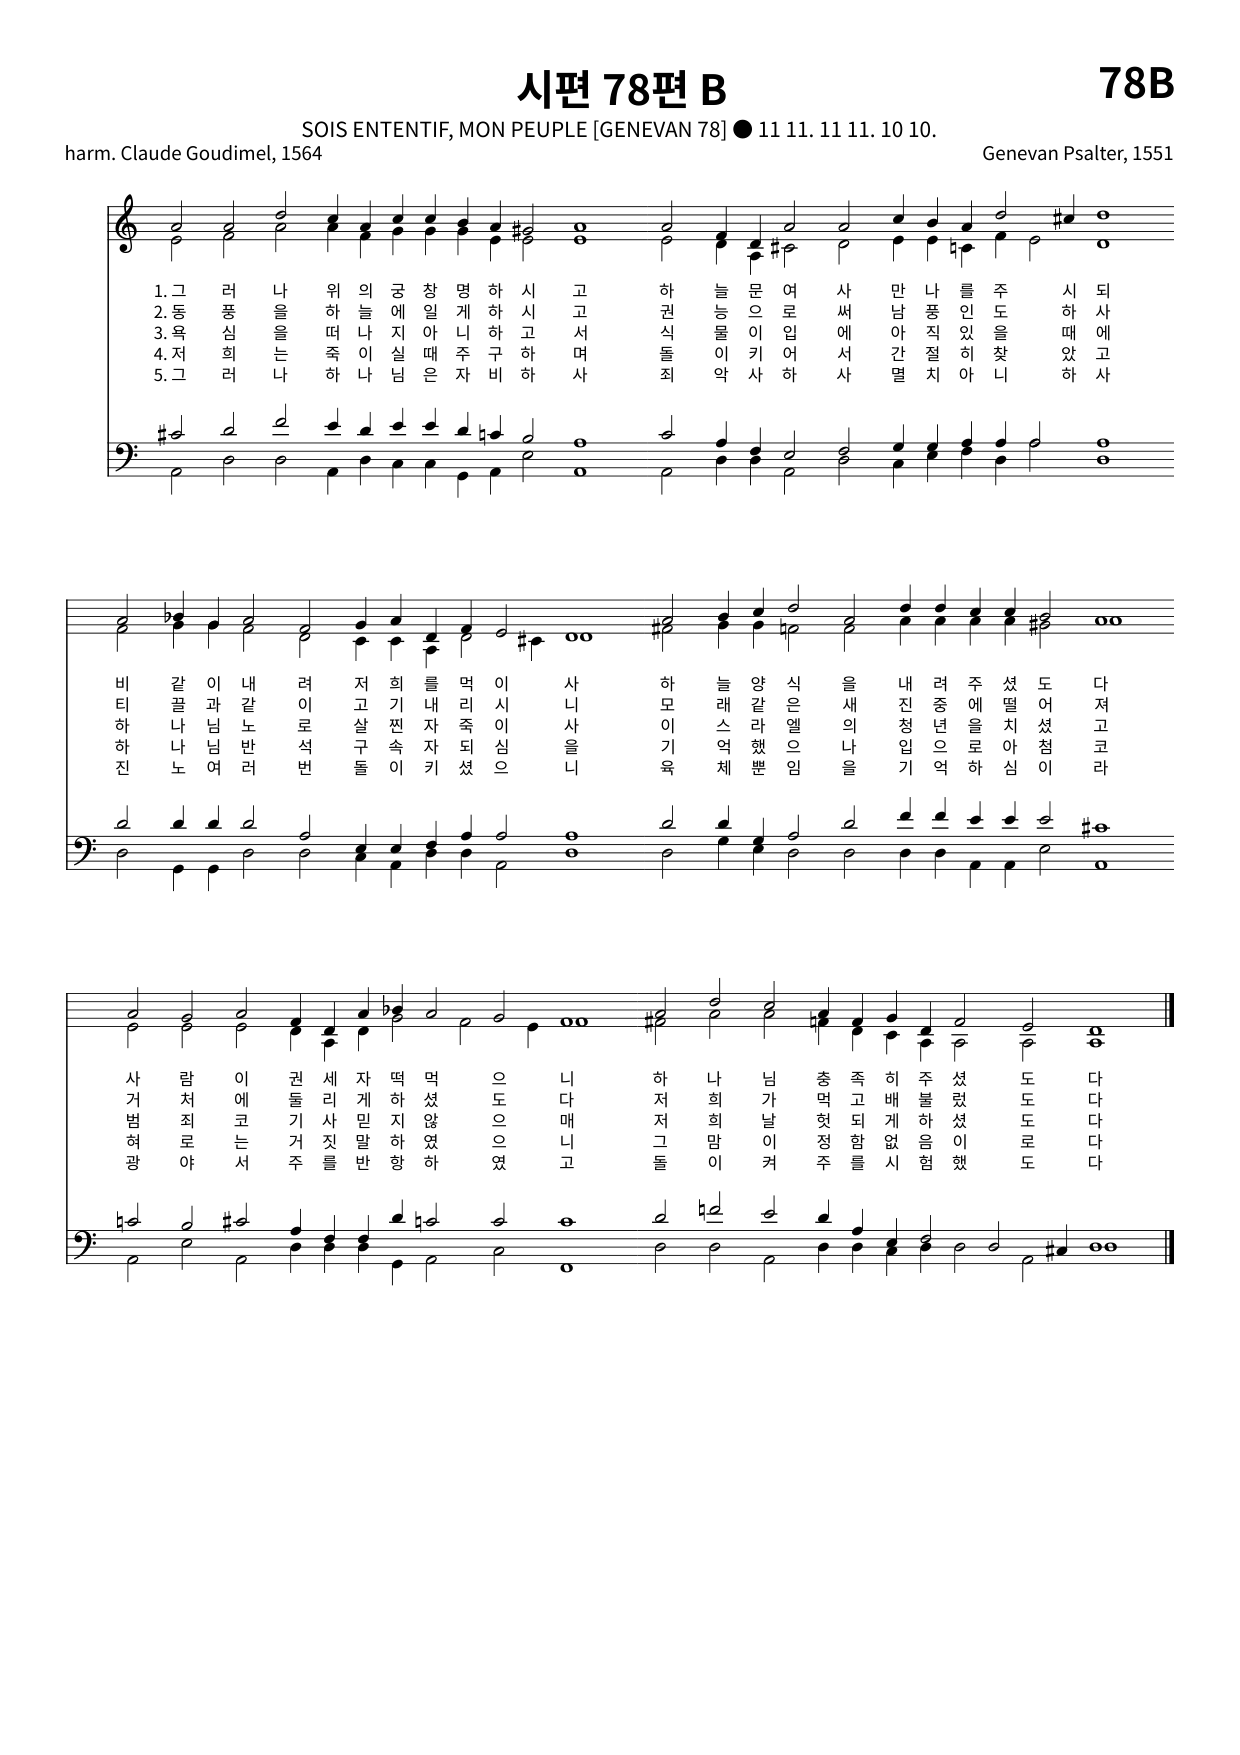 시편 78편 B
78B
SOIS ENTENTIF, MON PEUPLE [GENEVAN 78] ● 11 11. 11 11. 10 10.
harm. Claude Goudimel, 1564
Genevan Psalter, 1551
1. 그 러 나 위 의 궁 창 명 하 시 고 하 늘 문 여 사 만 나 를 주 시 되
2. 동 풍 을 하 늘 에 일 게 하 시 고 권 능 으 로 써 남 풍 인 도 하 사
3. 욕 심 을 떠 나 지 아 니 하 고 서 식 물 이 입 에 아 직 있 을 때 에
4. 저 희 는 죽 이 실 때 주 구 하 며 돌 이 키 어 서 간 절 히 찾 았 고
5. 그 러 나 하 나 님 은 자 비 하 사 죄 악 사 하 사 멸 치 아 니 하 사
비 같 이 내 려 저 희 를 먹 이 사 하 늘 양 식 을 내 려 주 셨 도 다
티 끌 과 같 이 고 기 내 리 시 니 모 래 같 은 새 진 중 에 떨 어 져
하 나 님 노 로 살 찐 자 죽 이 사 이 스 라 엘 의 청 년 을 치 셨 고
하 나 님 반 석 구 속 자 되 심 을 기 억 했 으 나 입 으 로 아 첨 코
진 노 여 러 번 돌 이 키 셨 으 니 육 체 뿐 임 을 기 억 하 심 이 라
사 람 이 권 세 자 떡 먹 으 니 하 나 님 충 족 히 주 셨 도 다
거 처 에 둘 리 게 하 셨 도 다 저 희 가 먹 고 배 불 렀 도 다
범 죄 코 기 사 믿 지 않 으 매 저 희 날 헛 되 게 하 셨 도 다
혀 로 는 거 짓 말 하 였 으 니 그 맘 이 정 함 없 음 이 로 다
광 야 서 주 를 반 항 하 였 고 돌 이 켜 주 를 시 험 했 도 다